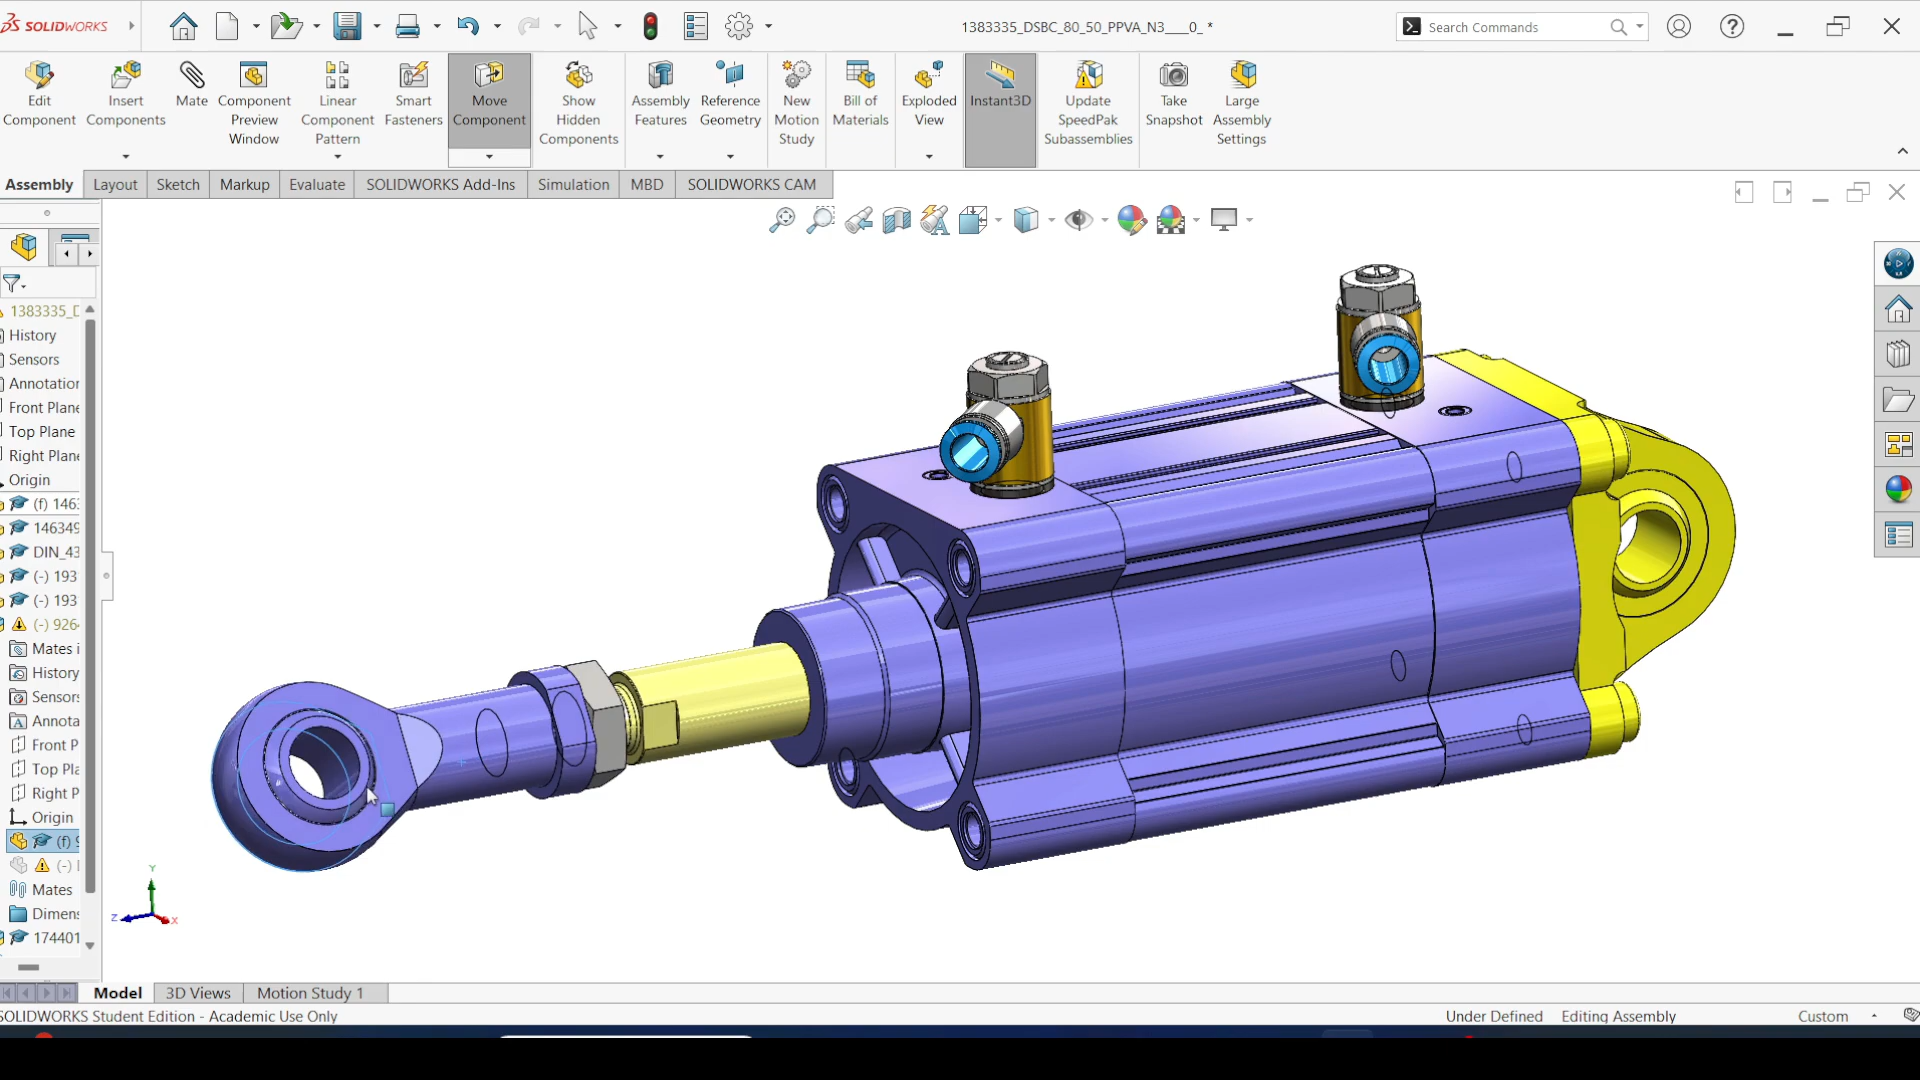 SOLIDWORKS
1383335_DSBC_80_50_PPVA_N3____0_ *
Search Commands
Edit Component
Insert Components
Mate
Component Preview Window
Linear Component Pattern
Smart Fasteners
Move Component
Show Hidden Components
Assembly Features
Reference Geometry
New Motion Study
Bill of Materials
Exploded View
Instant3D
Update SpeedPak Subassemblies
Take Snapshot
Large Assembly Settings
Assembly
Layout
Sketch
Markup
Evaluate
SOLIDWORKS Add-Ins
Simulation
MBD
SOLIDWORKS CAM
1383335_D
History
Sensors
Annotation
Front Plane
Top Plane
Right Plane
Origin
(f) 1463
146349
DIN_43
(-) 193
(-) 193
(-) 926
Mates i
History
Sensors
Annota
Front P
Top Pla
Right P
Origin
(f) 9
(-)
Mates
Dimens
174401
Y
Z
X
Model
3D Views
Motion Study 1
SOLIDWORKS Student Edition - Academic Use Only
Under Defined
Editing Assembly
Custom